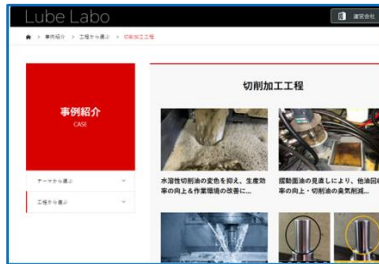 Lube Labo
運営会社
事例紹介 > 工程から選ぶ > 切削加工工程
事例紹介
CASE
テーマから選ぶ
工程から選ぶ
切削加工工程
水溶性切削油の変色を抑え、生産効
率の向上＆作業環境の改善に...
摺動面油の見直しにより、他油回
率の向上・切削油の臭気削減...